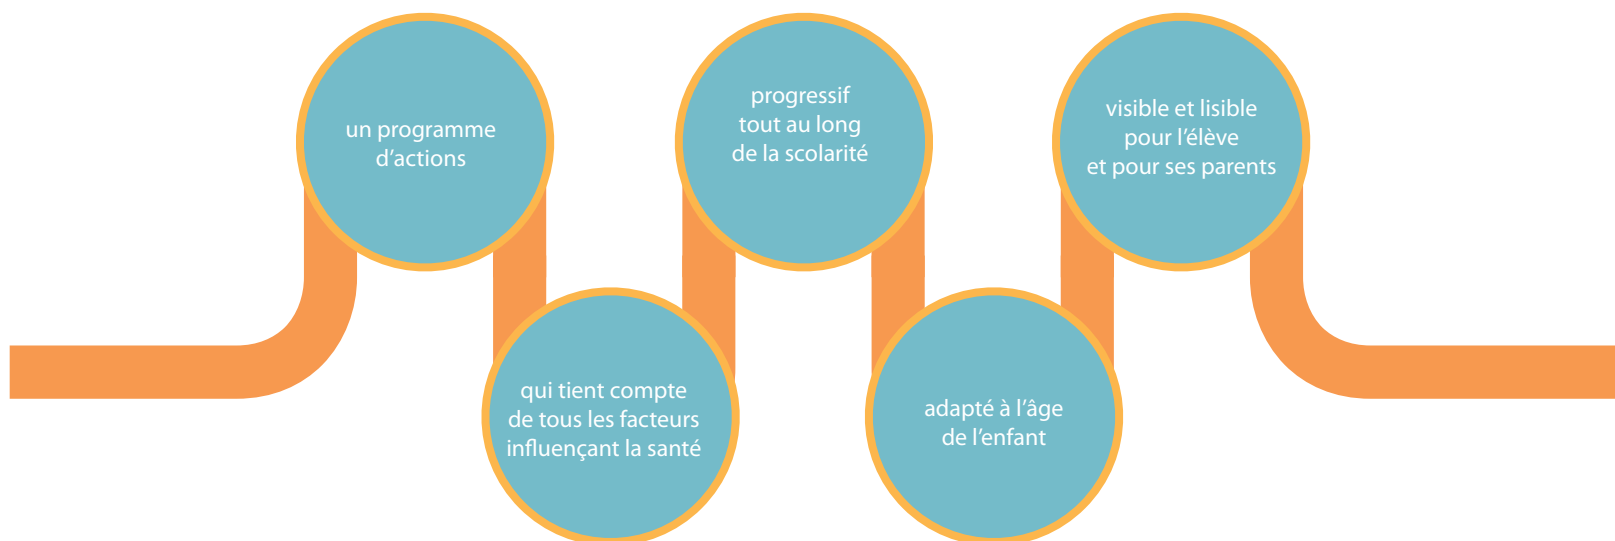 un programme
d’actions
qui tient compte
de tous les facteurs
influençant la santé
progressif
tout au long
de la scolarité
adapté à l’âge
de l’enfant
visible et lisible
pour l’élève
et pour ses parents